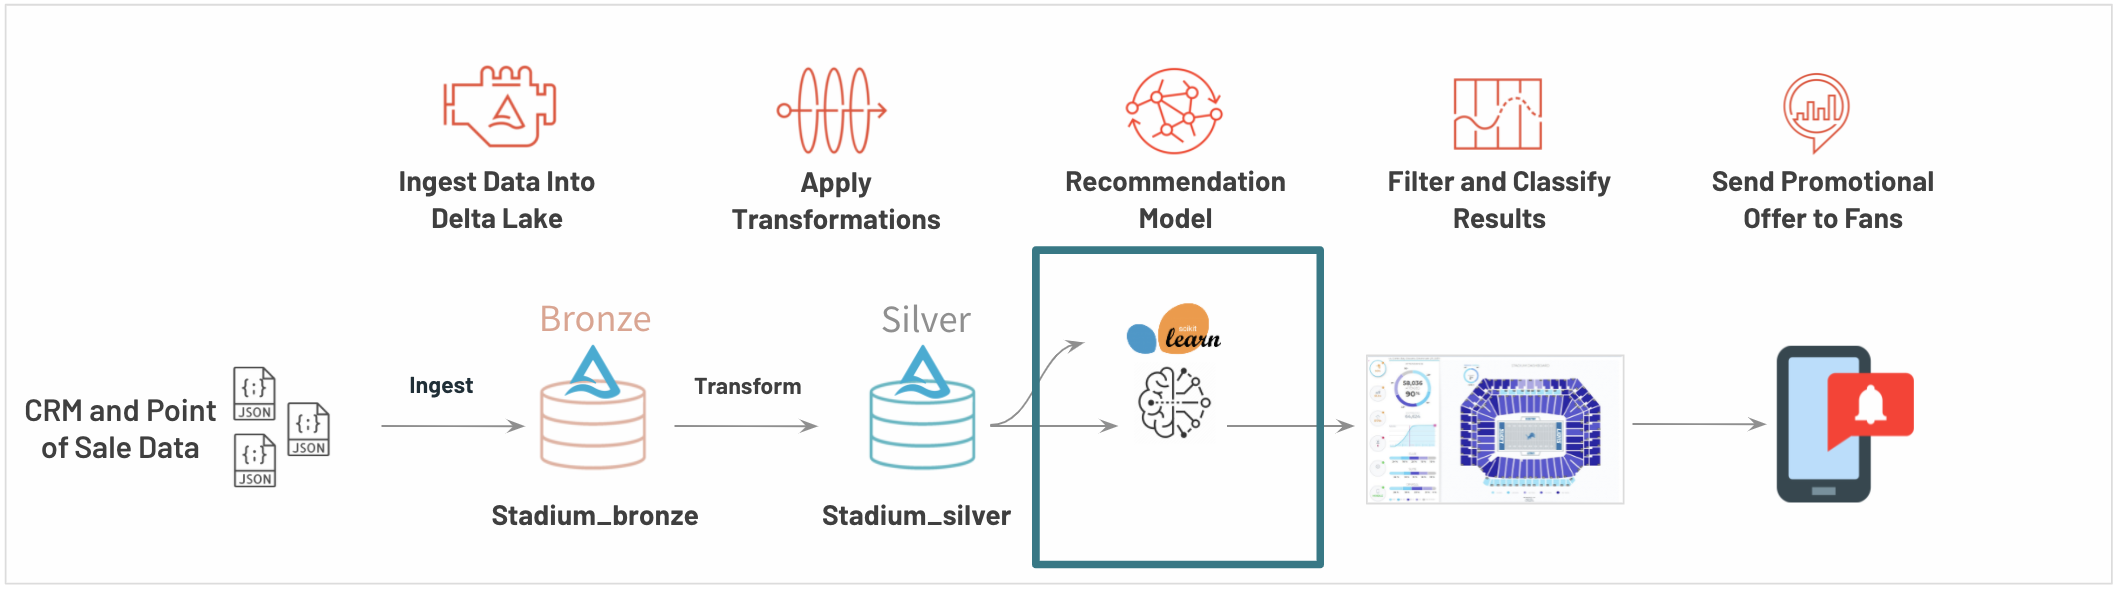 Ingest Data Into
Delta Lake
Apply
Transformations
Recommendation
Model
Filter and Classify
Results
Send Promotional
Offer to Fans
CRM and Point
of Sale Data
{;}
JSON
{;}
JSON
{;}
JSON
Ingest
Bronze
Stadium_bronze
Transform
Silver
Stadium_silver
scikit
learn
58,036
90%